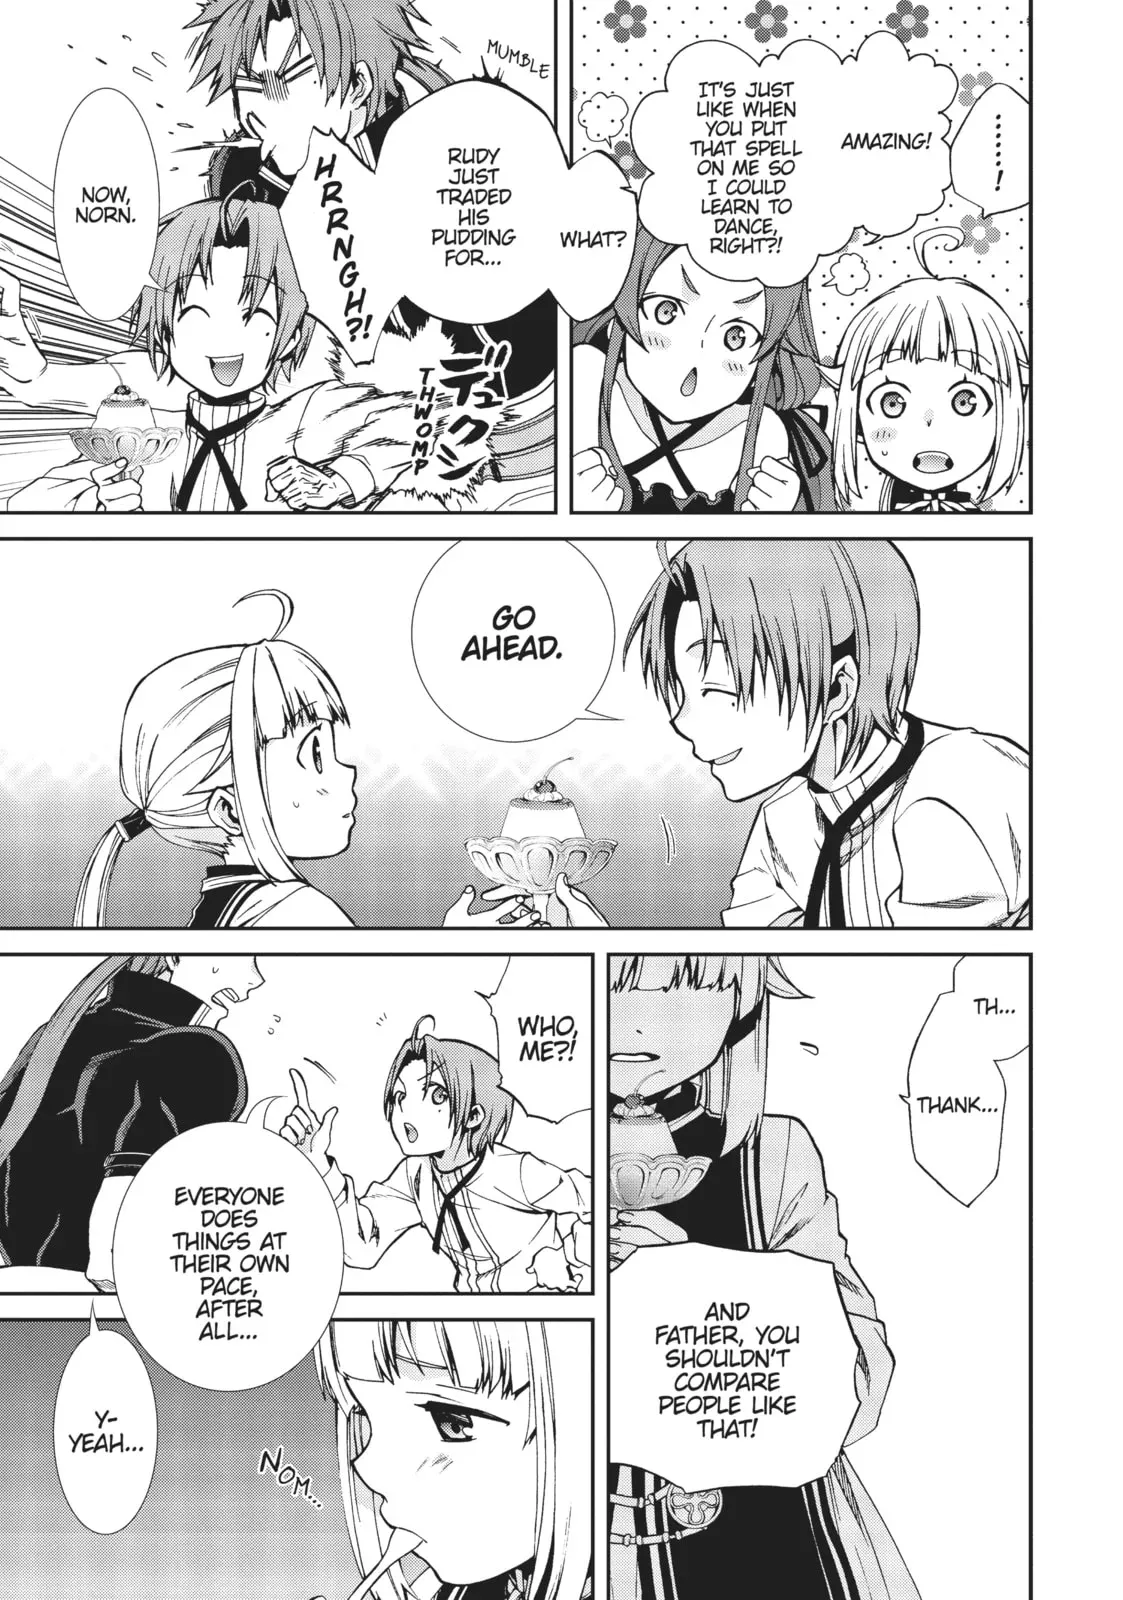 ......!
AMAZING!
IT'S JUST
LIKE WHEN
YOU PUT
THAT SPELL
ON ME SO
I COULD
LEARN TO
DANCE,
RIGHT?!
WHAT?
RUDY
JUST
TRADED
HIS
PUDDING
FOR...
MUMBLE
HRRNGH?!
デュクシ
THWOMP
NOW,
NORN.
GO
AHEAD.
TH...
THANK...
AND
FATHER, YOU
SHOULDN'T
COMPARE
PEOPLE LIKE
THAT!
WHO,
ME?!
EVERYONE
DOES
THINGS AT
THEIR OWN
PACE,
AFTER
ALL...
Y-
YEAH...
NOM...